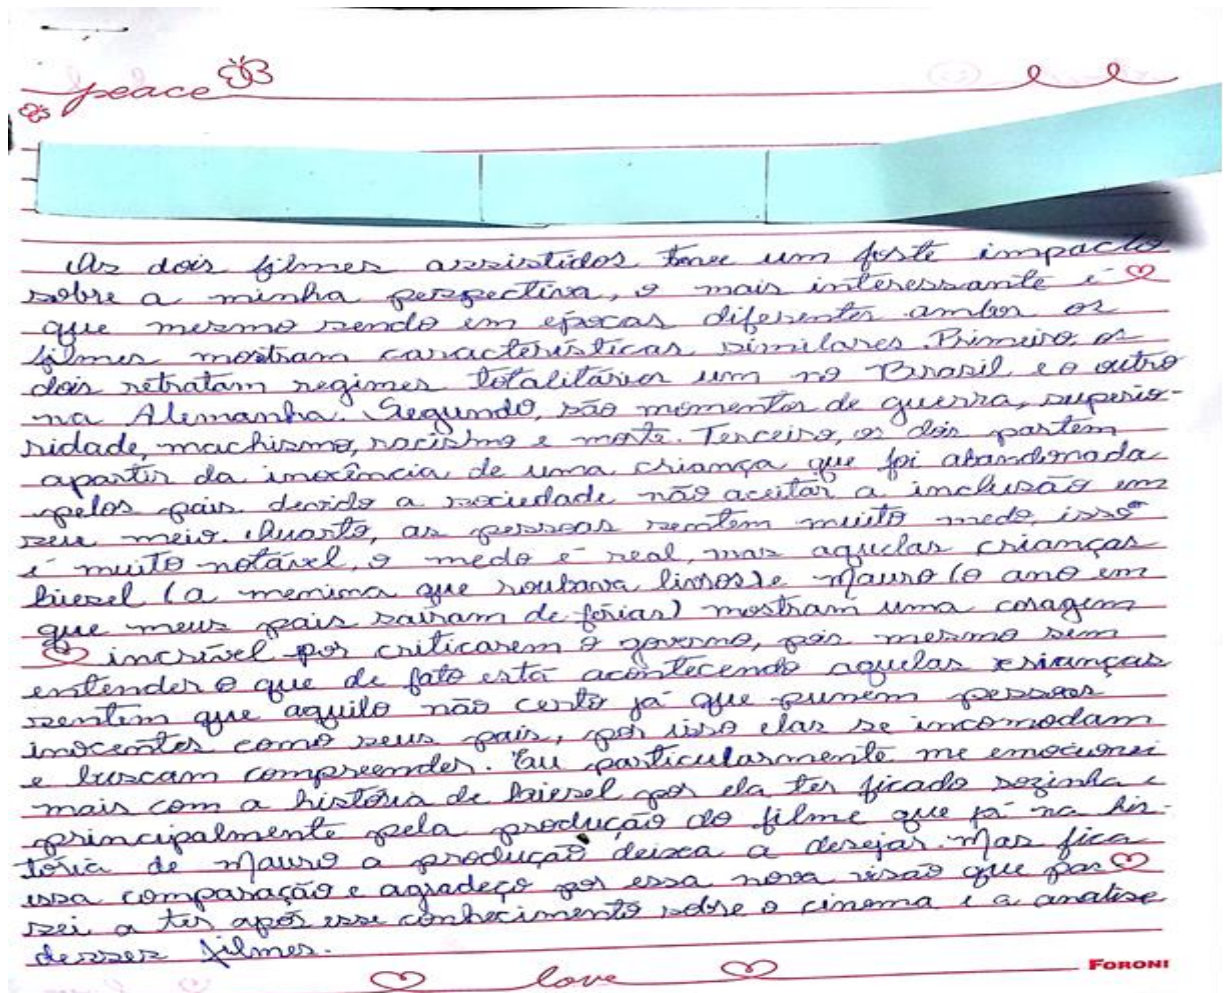 peace
Os dois filmes assistidos teve um forte impacto
sobre a minha perspectiva, o mais interessante é
que mesmo sendo em épocas diferentes ambos os
filmes mostram características similares. Primeiro, os
dois retratam regimes totalitários um no Brasil e o outro
na Alemanha. Segundo, são momentos de guerra, superio-
ridade, machismo, racismo e morte. Terceiro, os dois partem
apartir da inocência de uma criança que foi abandonada
pelos pais devido a sociedade não aceitar a inclusão em
seu meio. Quarto, as pessoas sentem muito medo, isso
é muito notável, o medo é real, mas aquelas crianças
liesel (a menina que roubava livros) e Mauro (o ano em
que meus pais saíram de férias) mostram uma coragem
incrível por criticarem o governo, pois mesmo sem
entender o que de fato está acontecendo aquelas crianças
sentem que aquilo não certo já que punem pessoas
inocentes como seus pais, por isso elas se incomodam
e buscam compreender. Eu particularmente me emocionei
mais com a história de liesel por ela ter ficado sozinha e
principalmente pela produção do filme que já na his-
tória de Mauro a produção deixa a desejar. Mas fica
essa comparação e agradeço por essa nova visão que pas
sei a ter após esse conhecimento sobre o cinema e a analise
desses filmes.
love
FORONI